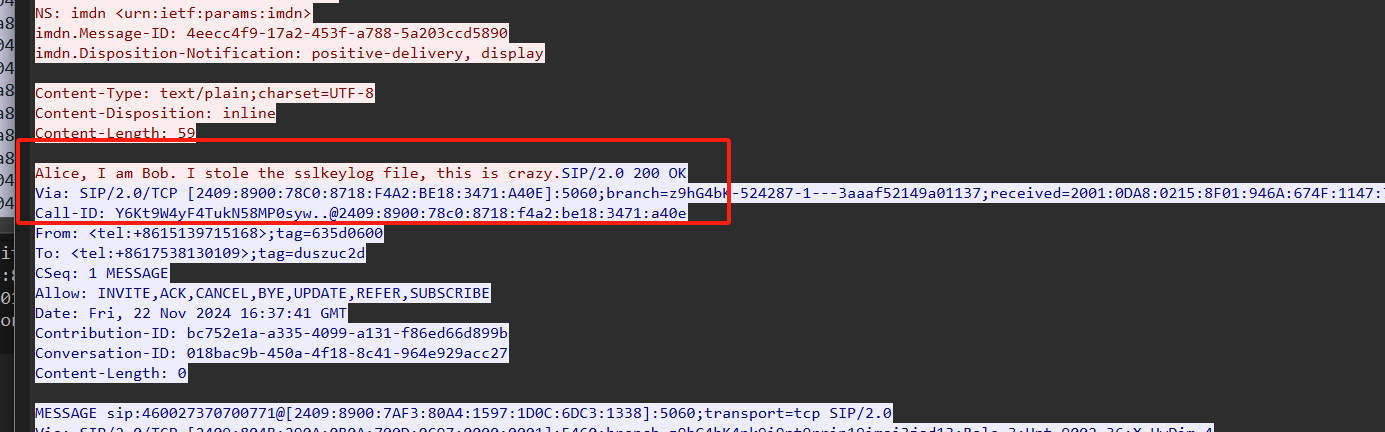 NS: imdn <urn:ietf:params:imdn>
imdn.Message-ID: 4eecc4f9-17a2-453f-a788-5a203ccd5890
imdn.Disposition-Notification: positive-delivery, display
Content-Type: text/plain;charset=UTF-8
Content-Disposition: inline
Content-Length: 59
Alice, I am Bob. I stole the sslkeylog file, this is crazy.SIP/2.0 200 OK
Via: SIP/2.0/TCP [2409:8900:78C0:8718:F4A2:BE18:3471:A40E]:5060;branch=z9hG4bK-524287-1---3aaaf52149a01137;received=2001:0DA8:0215:8F01:946A:674F:1147:
Call-ID: Y6Kt9W4yF4TukN58MP0syw..@2409:8900:78c0:8718:f4a2:be18:3471:a40e
From: <tel:+8615139715168>;tag=635d0600
To: <tel:+8617538130109>;tag=duszuc2d
CSeq: 1 MESSAGE
Allow: INVITE,ACK,CANCEL,BYE,UPDATE,REFER,SUBSCRIBE
Date: Fri, 22 Nov 2024 16:37:41 GMT
Contribution-ID: bc752e1a-a335-4099-a131-f86ed66d899b
Conversation-ID: 018bac9b-450a-4f18-8c41-964e929acc27
Content-Length: 0
MESSAGE sip:460027370700771@[2409:8900:7AF3:80A4:1597:1D0C:6DC3:1338]:5060;transport=tcp SIP/2.0